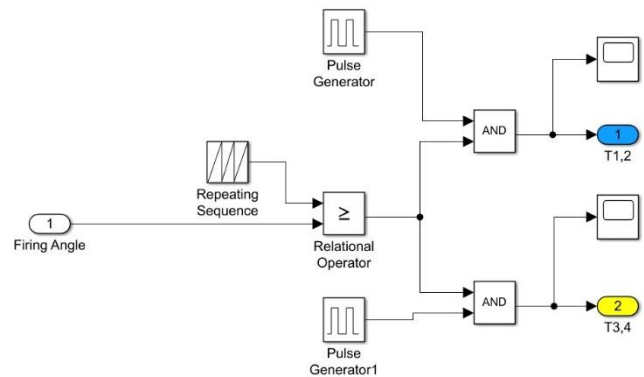 Pulse
Generator
AND
1
T1,2
Repeating
Sequence
≥
1
Firing Angle
Relational
Operator
AND
2
T3,4
Pulse
Generator1